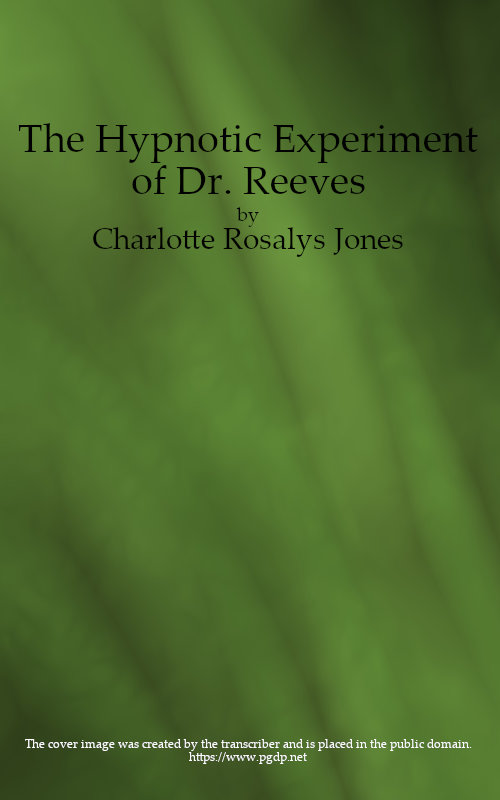 The Hypnotic Experiment
of Dr. Reeves
by
Charlotte Rosalys Jones
The cover image was created by the transcriber and is placed in the public domain.
https://www.pgdp.net